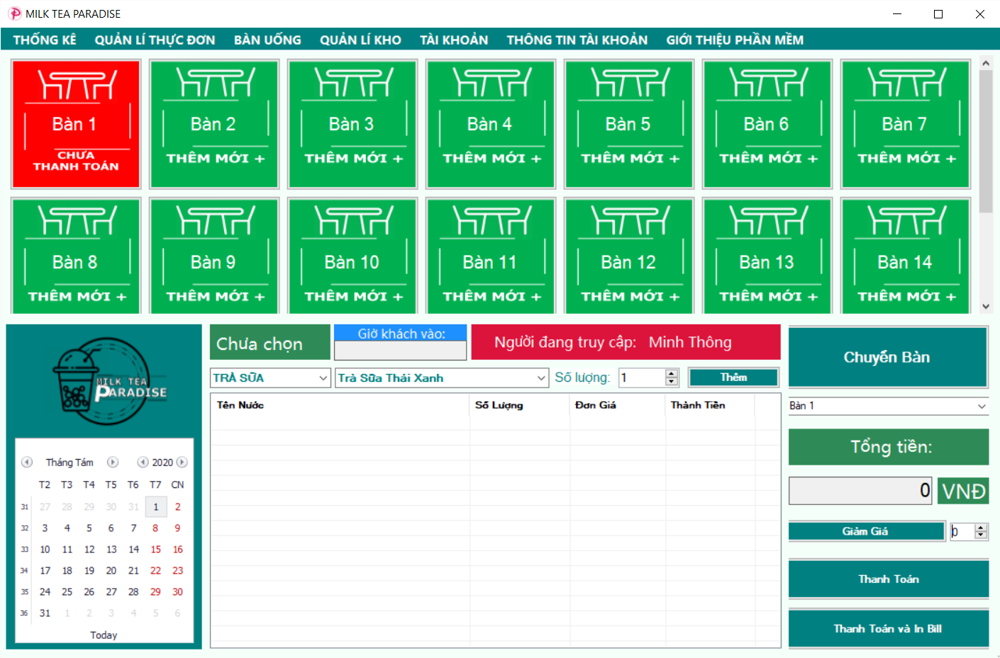 MILK TEA PARADISE
THỐNG KÊ QUẢN LÍ THỰC ĐƠN BÀN UỐNG QUẢN LÍ KHO TÀI KHOẢN THÔNG TIN TÀI KHOẢN GIỚI THIỆU PHẦN MỀM
Bàn 1 Bàn 2 Bàn 3 Bàn 4 Bàn 5 Bàn 6 Bàn 7
CHƯA
THANH TOÁN THÊM MỚI + THÊM MỚI + THÊM MỚI + THÊM MỚI + THÊM MỚI + THÊM MỚI +
Bàn 8 Bàn 9 Bàn 10 Bàn 11 Bàn 12 Bàn 13 Bàn 14
THÊM MỚI + THÊM MỚI + THÊM MỚI + THÊM MỚI + THÊM MỚI + THÊM MỚI + THÊM MỚI +
MILK TEA
PARADISE
Tháng Tám 2020
T2 T3 T4 T5 T6 T7 CN
31 27 28 29 30 31 1 2
32 3 4 5 6 7 8 9
33 10 11 12 13 14 15 16
34 17 18 19 20 21 22 23
35 24 25 26 27 28 29 30
36 31 1 2 3 4 5 6
Today
Chưa chọn
Giờ khách vào:
Người đang truy cập: Minh Thông
TRÀ SỮA Trà Sữa Thái Xanh Số lượng: 1 Thêm
Tên Nước Số Lượng Đơn Giá Thành Tiền
Chuyển Bàn
Bàn 1
Tổng tiền:
0 VNĐ
Giảm Giá 0
Thanh Toán
Thanh Toán và In Bill